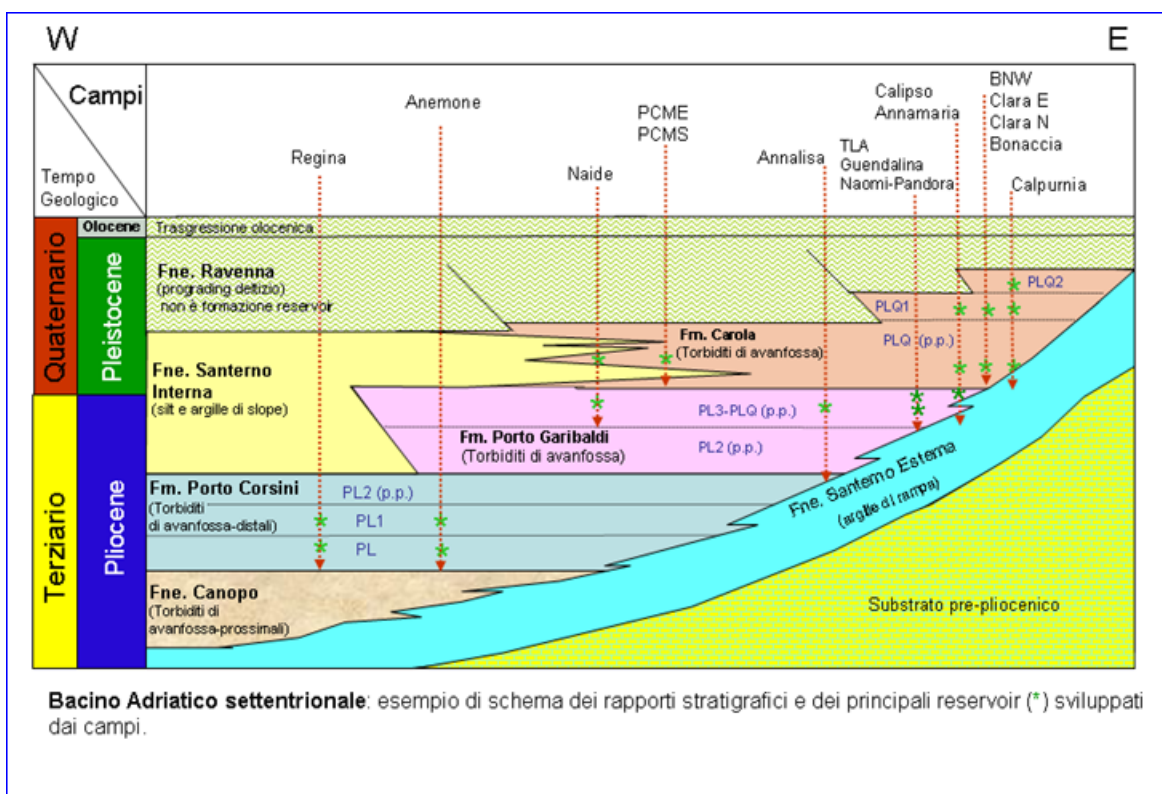 W
E
Campi
Tempo
Geologico
Regina
Anemone
Naide
PCME
PCMS
Annalisa
TLA
Guendalina
Naomi-Pandora
Calipso
Annamaria
BNW
Clara E
Clara N
Bonaccia
Calpurnia
Quaternario
Terziario
Olocene
Pleistocene
Pliocene
Trasgressione olocenica
Fne. Ravenna
(prograding deltizio)
non è formazione reservoir
PLQ2
PLQ1
PLQ (p.p.)
Fm. Carola
(Torbiditi di avanfossa)
Fne. Santerno
Interna
(silt e argille di slope)
PL3-PLQ (p.p.)
Fm. Porto Garibaldi
(Torbiditi di avanfossa)
PL2 (p.p.)
Fm. Porto Corsini
(Torbiditi
di avanfossa-distali)
PL2 (p.p.)
PL1
PL
Fne. Santerno Esterna
(argille di rampa)
Fne. Canopo
(Torbiditi di
avanfossa-prossimali)
Substrato pre-pliocenico
Bacino Adriatico settentrionale: esempio di schema dei rapporti stratigrafici e dei principali reservoir (*) sviluppati
dai campi.